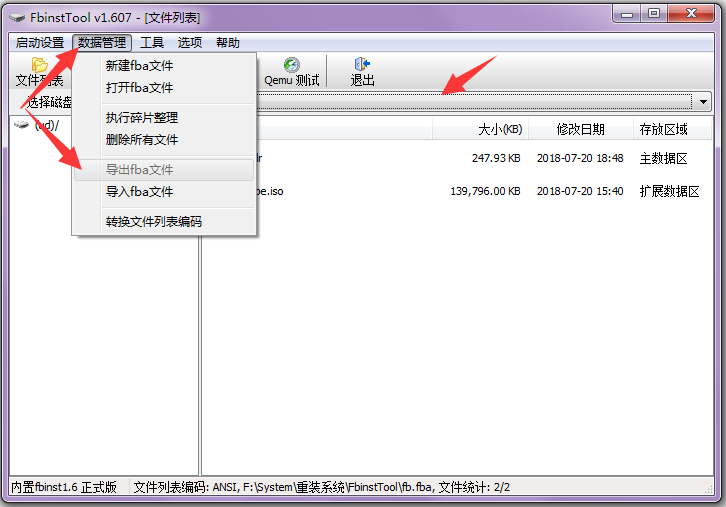 FbinstTool v1.607 - [文件列表]
启动设置 数据管理 工具 选项 帮助
文件列表 Qemu 测试 退出
选择磁盘
新建fba文件
打开fba文件
执行碎片整理
删除所有文件
导出fba文件
导入fba文件
转换文件列表编码
(ud)/
大小(KB) 修改日期 存放区域
247.93 KB 2018-07-20 18:48 主数据区
.iso 139,796.00 KB 2018-07-20 15:40 扩展数据区
内置fbinst1.6 正式版 文件列表编码: ANSI, F:\System\重装系统\FbinstTool\fb.fba, 文件统计: 2/2